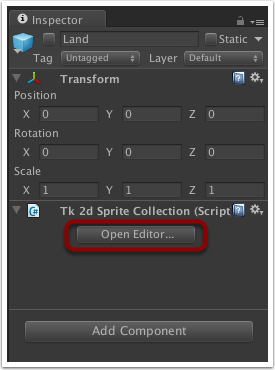 Inspector
Land Static
Tag Untagged Layer Default
Transform
Position
X 0 Y 0 Z 0
Rotation
X 0 Y 0 Z 0
Scale
X 1 Y 1 Z 1
C# Tk 2d Sprite Collection (Script
Open Editor...
Add Component